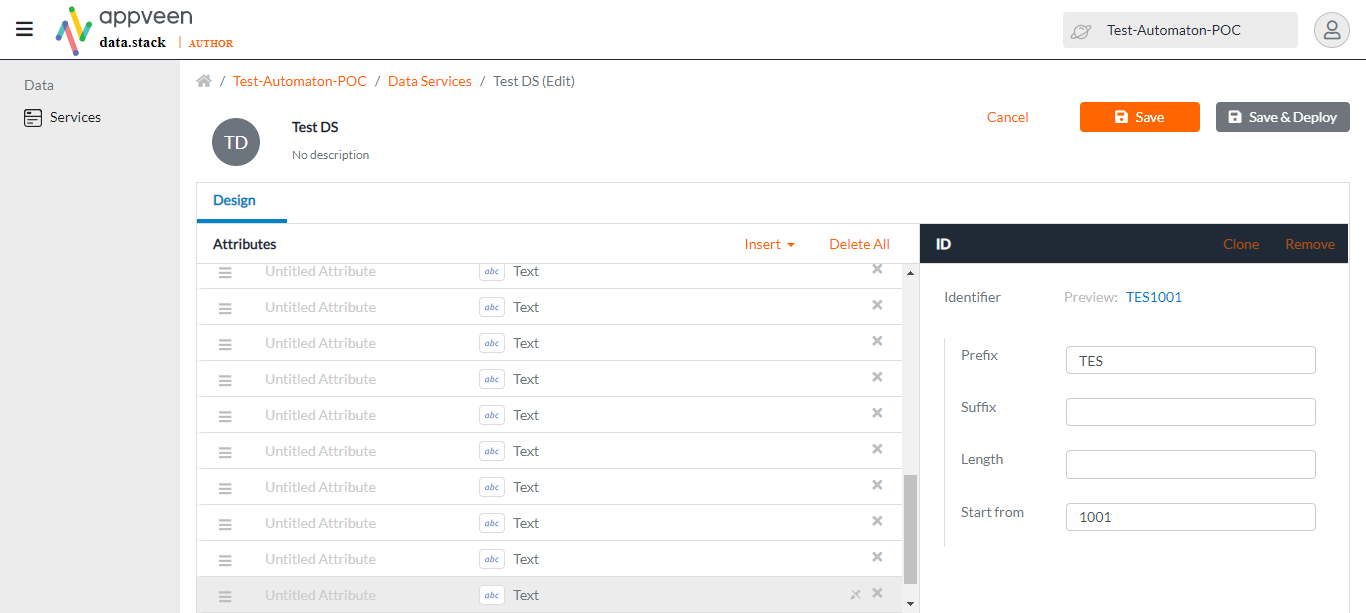 appveen
data.stack | AUTHOR
Test-Automaton-POC
Data
Services
/ Test-Automaton-POC / Data Services / Test DS (Edit)
TD
Test DS
No description
Cancel
Save
Save & Deploy
Design
Attributes
Insert
Delete All
Untitled Attribute abc Text
Untitled Attribute abc Text
Untitled Attribute abc Text
Untitled Attribute abc Text
Untitled Attribute abc Text
Untitled Attribute abc Text
Untitled Attribute abc Text
Untitled Attribute abc Text
Untitled Attribute abc Text
Untitled Attribute abc Text
ID
Clone
Remove
Identifier
Preview: TES1001
Prefix
TES
Suffix
Length
Start from
1001